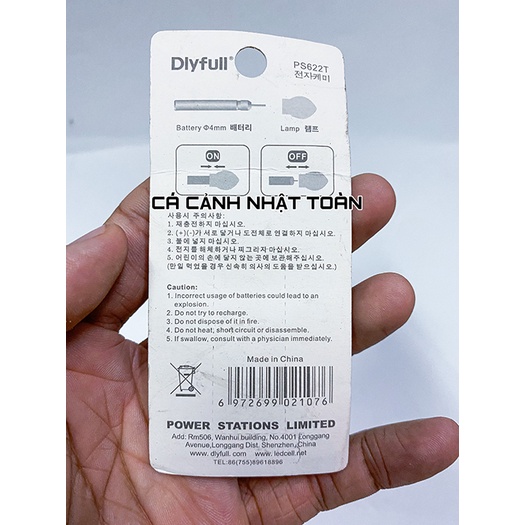 Dlyfull®
PS622T
전자케미
Battery Φ4mm 배터리
Lamp 램프
ON
OFF
CÁ CẢNH NHẬT TOÀN
사용시 주의사항:
1. 재충전하지 마십시오.
2. (+)(-)가 서로 닿거나 도전체로 연결하지 마십시오.
3. 불에 넣지 마십시오.
4. 전지를 해체하거나 찌그리자 마십시오.
5. 어린이의 손에 닿지 않는 곳에 보관해주십시오.
(만일 먹었을 경우 신속히 의사의 도움을 받으십시오)
Caution:
1. Incorrect usage of batteries could lead to an
explosion.
2. Do not try to recharge.
3. Do not dispose of it in fire.
4. Do not heat, short circuit or disassemble.
5. If swallow, consult with a physician immediately.
Made in China
6 972699 021076
POWER STATIONS LIMITED
Add: Rm506, Wanhui building, No.4001 Longgang
Avenue,Longgang Dist. Shenzhen,China
www.dlyfull.com www.ledcell.net
TEL:86(755)89618896